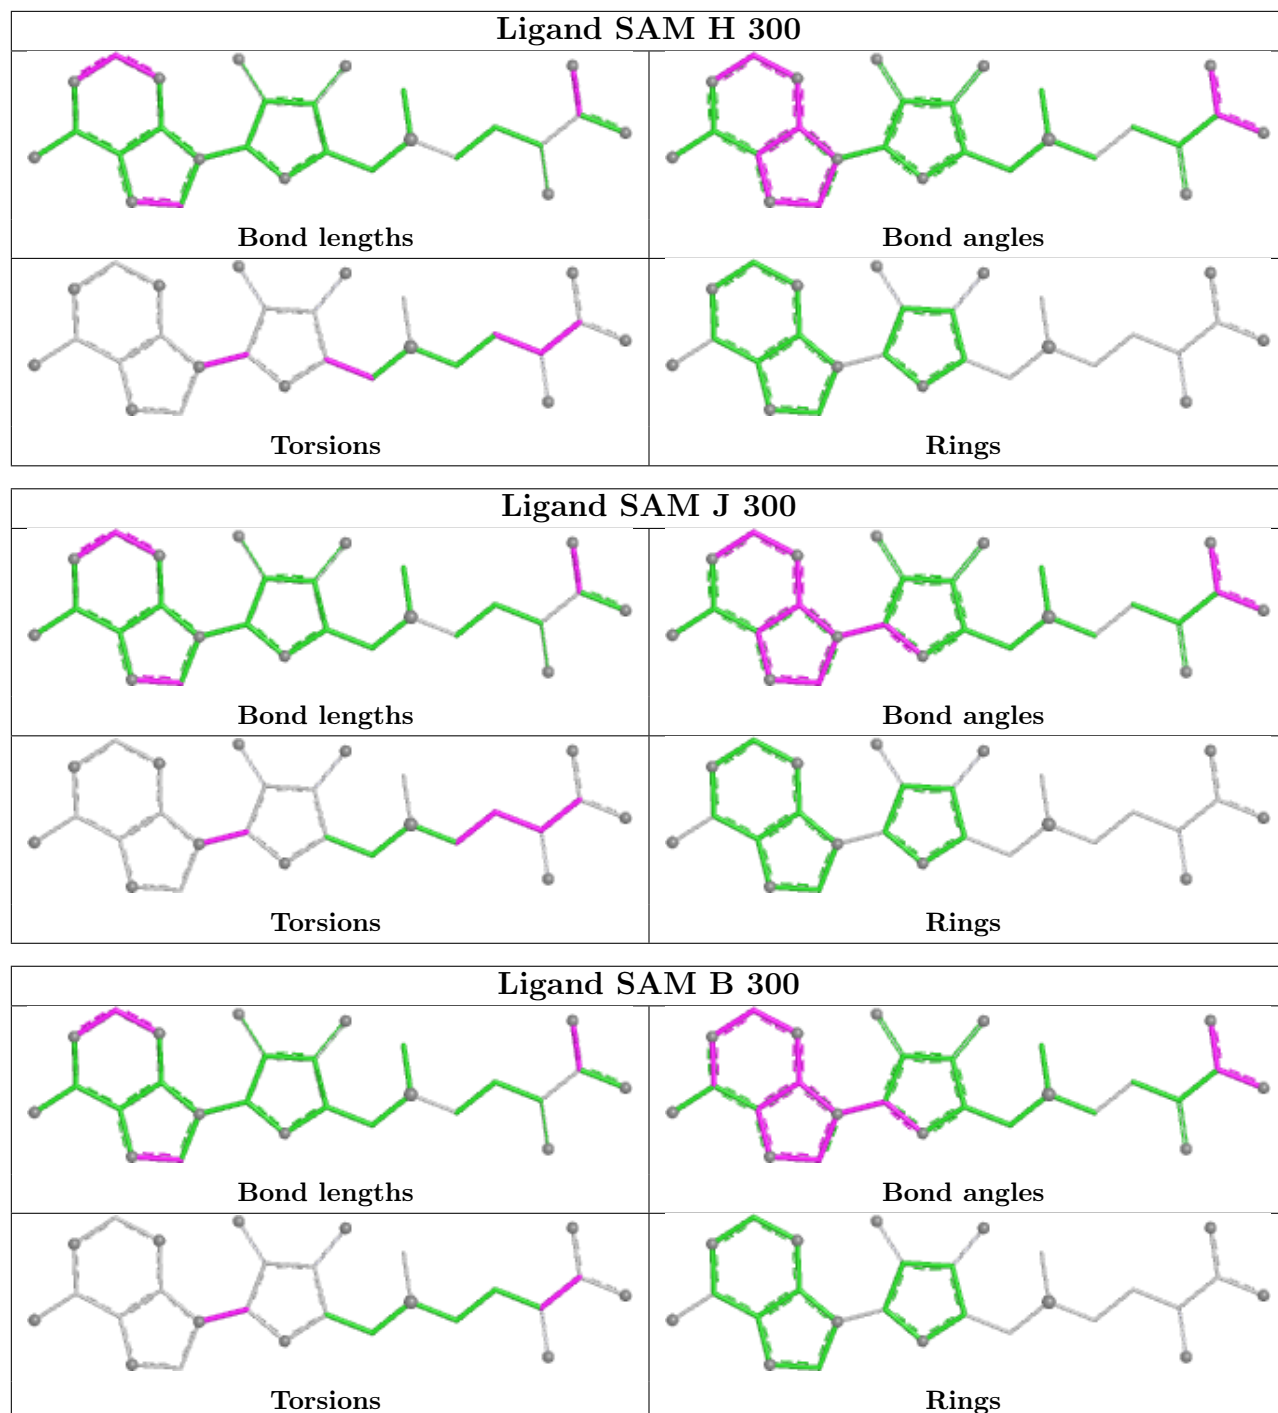 Ligand SAM H 300
Bond lengths
Bond angles
Torsions
Rings
Ligand SAM J 300
Bond lengths
Bond angles
Torsions
Rings
Ligand SAM B 300
Bond lengths
Bond angles
Torsions
Rings